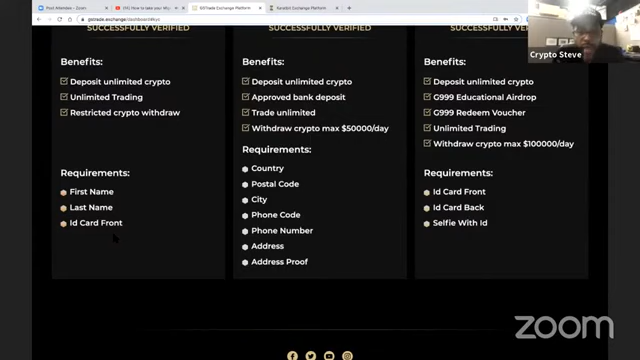 Post Attendee - Zoom
How to take your
Exchange Platform
Karatbit Exchange Platform
gstrade.exchange/dashboard#kyc
SUCCESSFULLY VERIFIED
Benefits:
Deposit unlimited crypto
Unlimited Trading
Restricted crypto withdraw
Requirements:
First Name
Last Name
Id Card Front
SUCCESSFULLY VERIFIED
Benefits:
Deposit unlimited crypto
Approved bank deposit
Trade unlimited
Withdraw crypto max $50000/day
Requirements:
Country
Postal Code
City
Phone Code
Phone Number
Address
Address Proof
SUCCESSFULLY VERIFIED
Benefits:
Deposit unlimited crypto
G999 Educational Airdrop
G999 Redeem Voucher
Unlimited Trading
Withdraw crypto max $100000/day
Requirements:
Id Card Front
Id Card Back
Selfie With Id
Crypto Steve
zoom